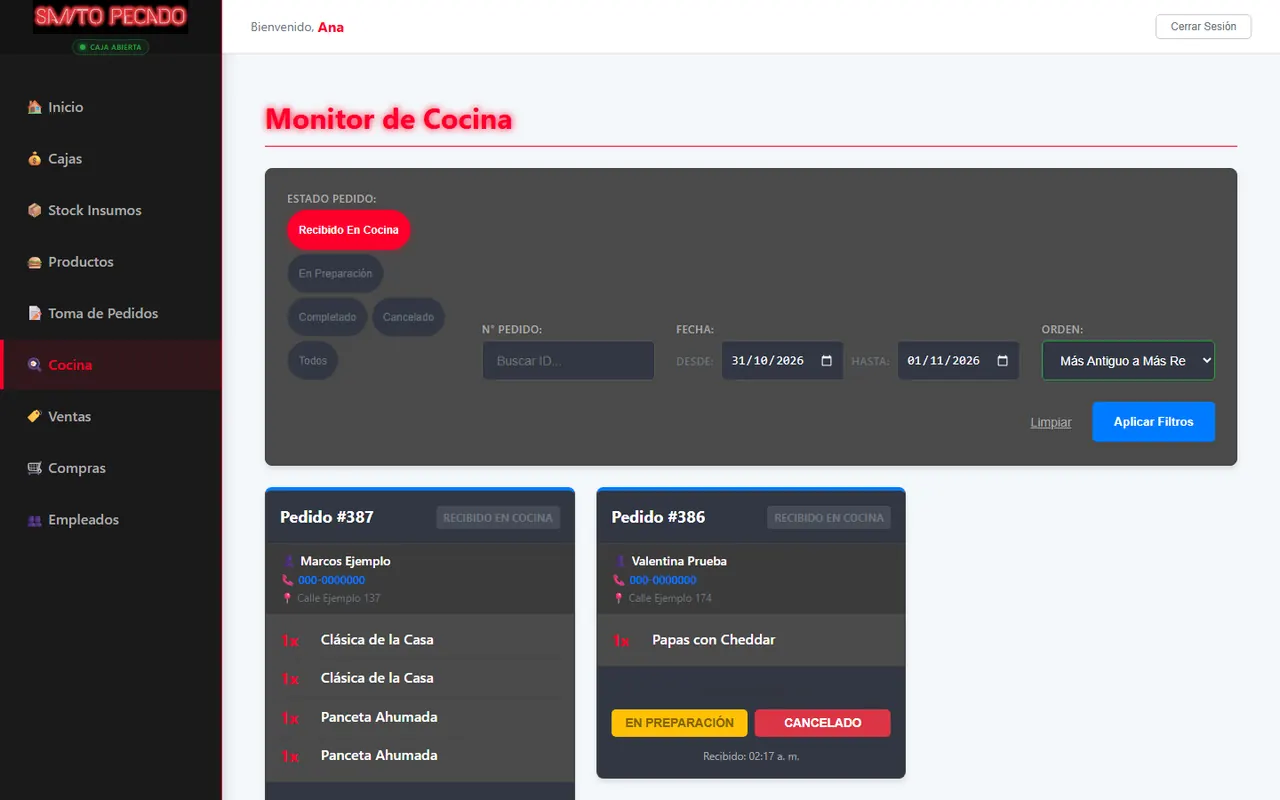 SANTO PECADO
CAJA ABIERTA
Bienvenido, Ana
Cerrar Sesión
Inicio
Cajas
Stock Insumos
Productos
Toma de Pedidos
Cocina
Ventas
Compras
Empleados
Monitor de Cocina
ESTADO PEDIDO:
Recibido En Cocina
En Preparación
Completado Cancelado
Todos
N° PEDIDO:
Buscar ID...
FECHA:
DESDE: 31/10/2026 HASTA: 01/11/2026
ORDEN:
Más Antiguo a Más Re
Limpiar Aplicar Filtros
Pedido #387 RECIBIDO EN COCINA
Marcos Ejemplo
000-0000000
Calle Ejemplo 137
1x Clásica de la Casa
1x Clásica de la Casa
1x Panceta Ahumada
1x Panceta Ahumada
Pedido #386 RECIBIDO EN COCINA
Valentina Prueba
000-0000000
Calle Ejemplo 174
1x Papas con Cheddar
EN PREPARACIÓN CANCELADO
Recibido: 02:17 a. m.